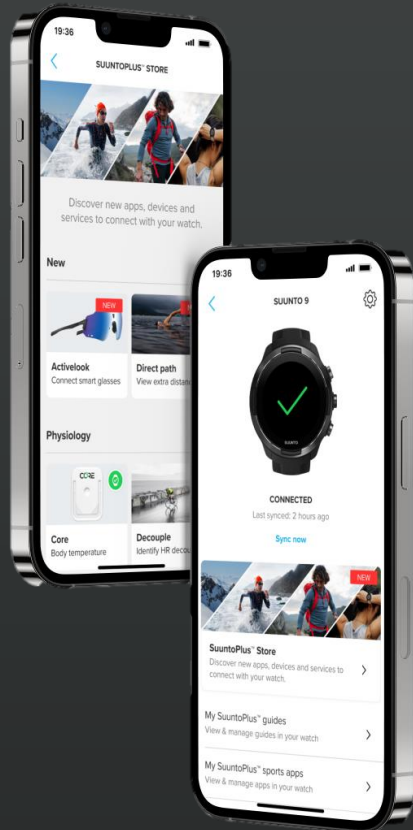 19:36
SUUNTOPLUS™ STORE
Discover new apps, devices and
services to connect with your watch.
New
NEW
Activelook
Connect smart glasses
Direct path
View extra distan
Physiology
CORE
Core
Body temperature
Decouple
Identify HR decou
19:36
SUUNTO 9
SUUNTO
CONNECTED
Last synced: 2 hours ago
Sync now
NEW
SuuntoPlus™ Store
Discover new apps, devices and services to
connect with your watch.
My SuuntoPlus™ guides
View & manage guides in your watch
My SuuntoPlus™ sports apps
View & manage apps in your watch